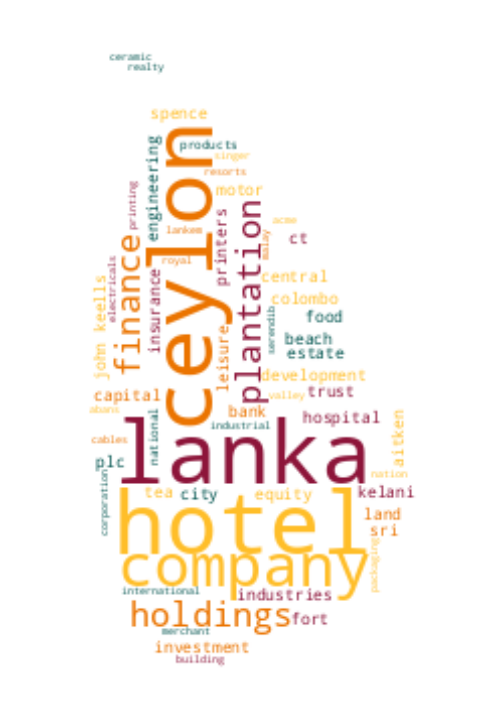 ceramic
realty
spence
products
singer
engineering
resorts
motor
printing
ceylon
lankem
printers
plantation
acme
ct
royal
malay
finance
electricals
insurance
central
colombo
john keells
food
serendib
leisure
beach
estate
development
capital
valley
trust
abans
bank
hospital
national
industrial
aitken
cables
lanka
plc
nation
corporation
tea
city
equity
kelani
hotel
land
sri
company
packaging
international
industries
holdings
fort
merchant
investment
building